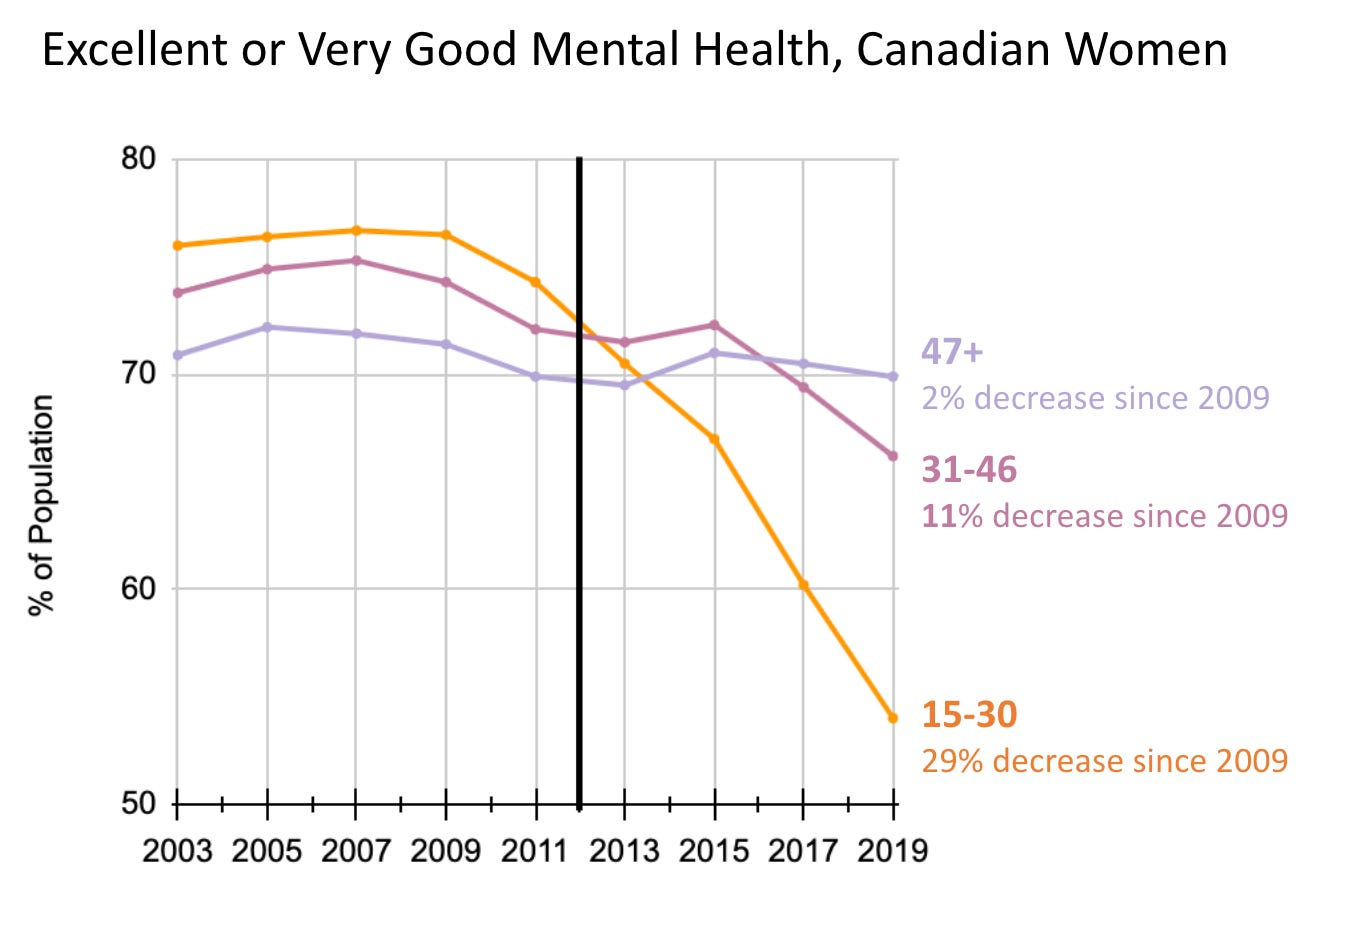 Excellent or Very Good Mental Health, Canadian Women
80
70
60
50
% of Population
2003 2005 2007 2009 2011 2013 2015 2017 2019
47+
2% decrease since 2009
31-46
11% decrease since 2009
15-30
29% decrease since 2009